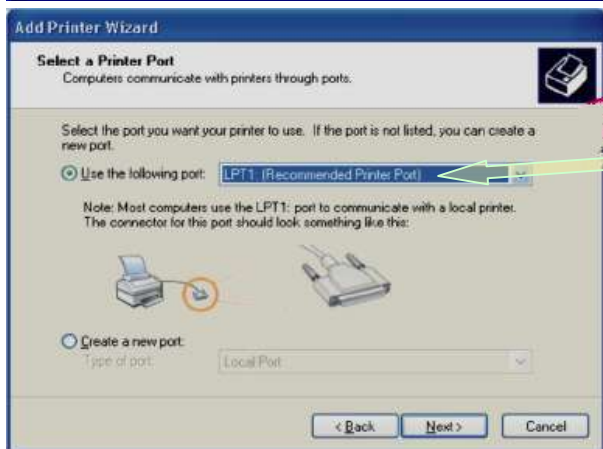 Add Printer Wizard
Select a Printer Port
Computers communicate with printers through ports.
Select the port you want your printer to use. If the port is not listed, you can create a
new port.
Use the following port: LPT1: (Recommended Printer Port)
Note: Most computers use the LPT1: port to communicate with a local printer.
The connector for this port should look something like this:
Create a new port:
Type of port: Local Port
< Back Next > Cancel